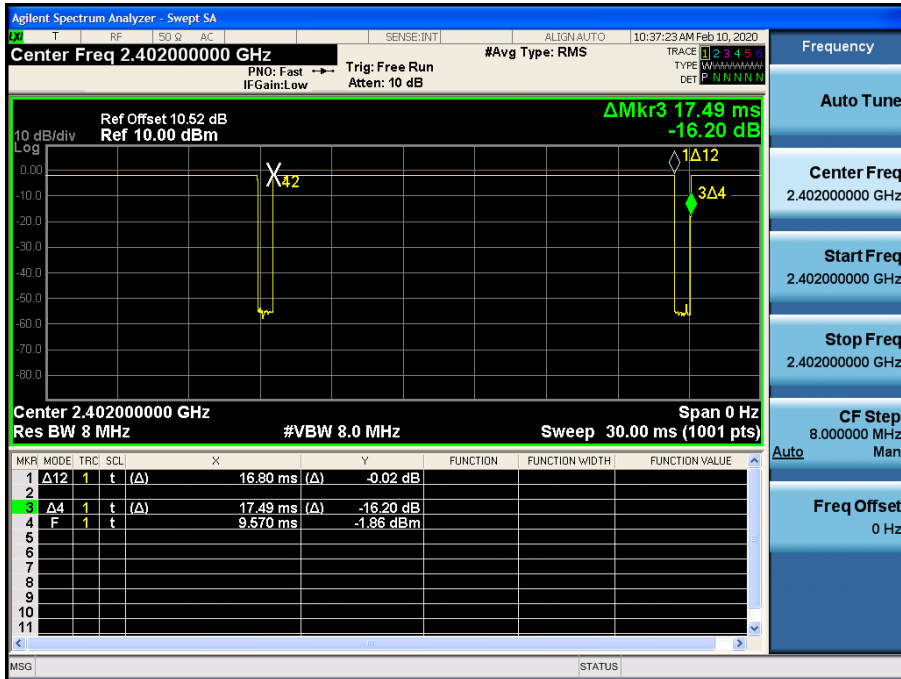 Agilent Spectrum Analyzer - Swept SA
LXI T RF 50 Ω AC SENSE:INT ALIGN AUTO 10:37:23 AM Feb 10, 2020
Center Freq 2.402000000 GHz #Avg Type: RMS TRACE 1 2 3 4 5 6
PNO: Fast Trig: Free Run TYPE WWWWWW
IFGain:Low Atten: 10 dB DET P N N N N N
Frequency
Auto Tune
Ref Offset 10.52 dB ΔMkr3 17.49 ms
10 dB/div Ref 10.00 dBm -16.20 dB
Log
1Δ12
0.00
42
3Δ4
-10.0
-20.0
-30.0
-40.0
-50.0
-60.0
-70.0
-80.0
Center 2.402000000 GHz Span 0 Hz
Res BW 8 MHz #VBW 8.0 MHz Sweep 30.00 ms (1001 pts)
Center Freq
2.402000000 GHz
Start Freq
2.402000000 GHz
Stop Freq
2.402000000 GHz
CF Step
8.000000 MHz
Auto Man
Freq Offset
0 Hz
MKR MODE TRC SCL X Y FUNCTION FUNCTION WIDTH FUNCTION VALUE
1 Δ12 1 t (Δ) 16.80 ms (Δ) -0.02 dB
2
3 Δ4 1 t (Δ) 17.49 ms (Δ) -16.20 dB
4 F 1 t 9.570 ms -1.86 dBm
5
6
7
8
9
10
11
MSG STATUS